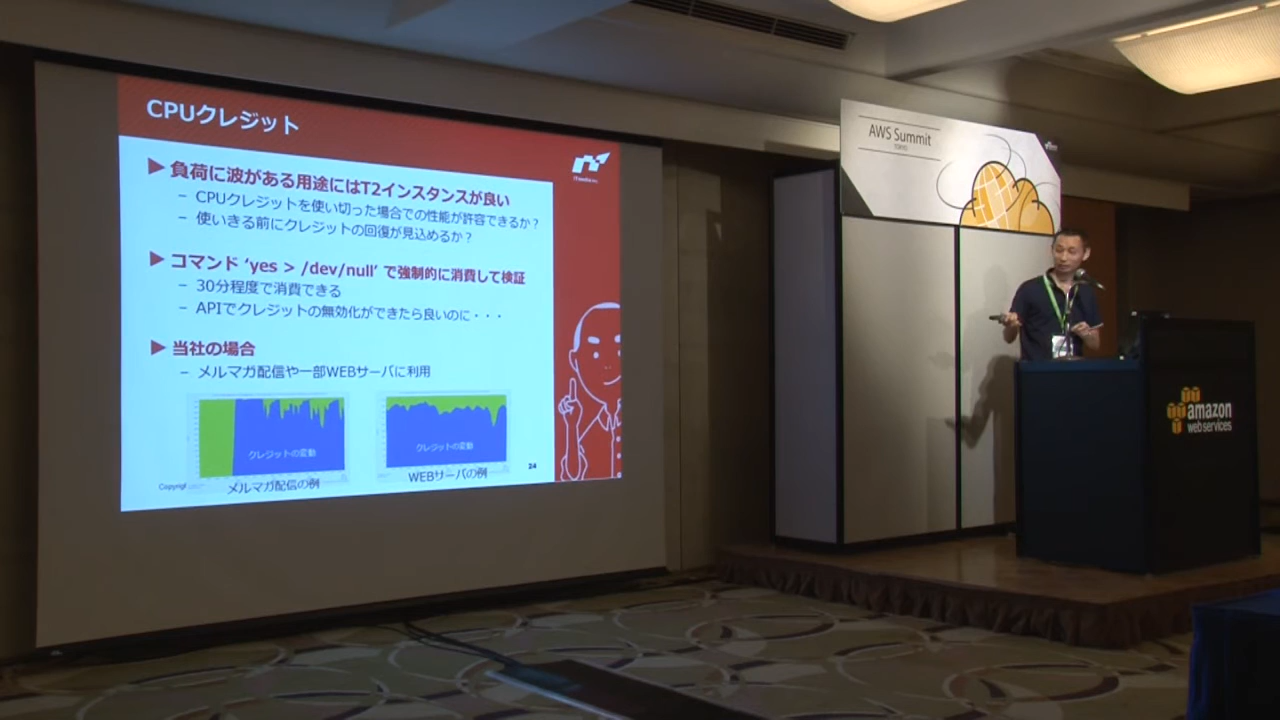 CPUクレジット
▶ 負荷に波がある用途にはT2インスタンスが良い
– CPUクレジットを使い切った場合での性能が許容できるか？
– 使いきる前にクレジットの回復が見込めるか？
▶ コマンド ‘yes > /dev/null’ で強制的に消費して検証
– 30分程度で消費できる
– APIでクレジットの無効化ができたら良いのに・・・
▶ 当社の場合
– メルマガ配信や一部WEBサーバに利用
クレジットの変動
クレジットの変動
メルマガ配信の例
WEBサーバの例
24
AWS Summit
TOKYO
amazon
web services